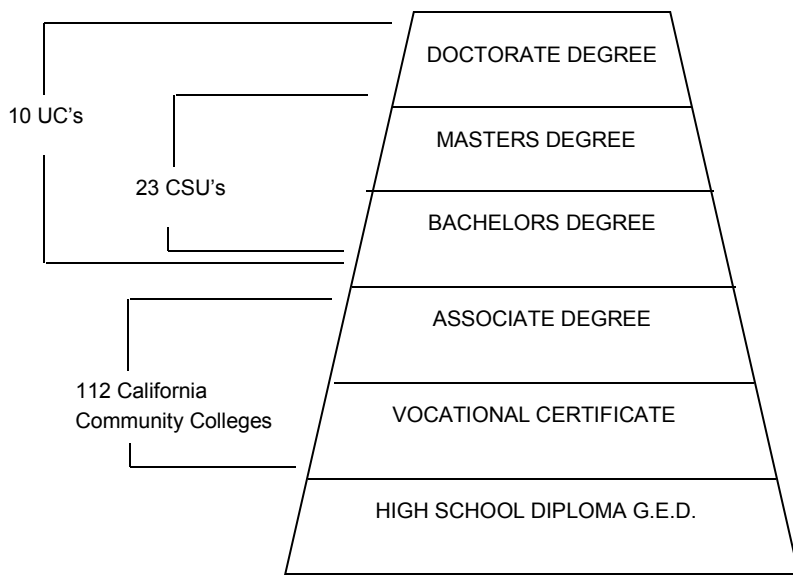 DOCTORATE DEGREE
10 UC's
MASTERS DEGREE
23 CSU's
BACHELORS DEGREE
ASSOCIATE DEGREE
112 California
Community Colleges
VOCATIONAL CERTIFICATE
HIGH SCHOOL DIPLOMA G.E.D.